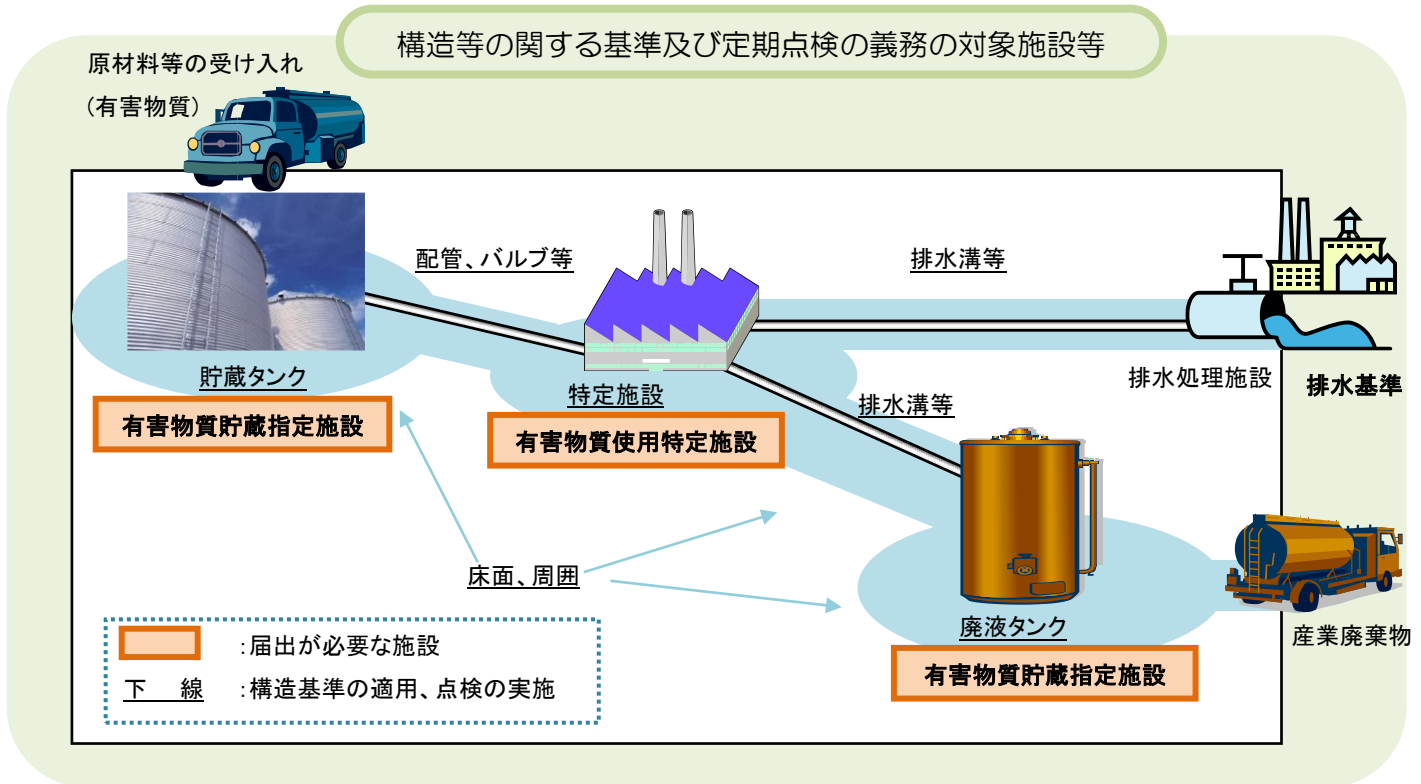 構造等の関する基準及び定期点検の義務の対象施設等
原材料等の受け入れ
(有害物質)
配管、バルブ等
排水溝等
貯蔵タンク
有害物質貯蔵指定施設
特定施設
有害物質使用特定施設
排水溝等
排水処理施設
排水基準
床面、周囲
廃液タンク
有害物質貯蔵指定施設
産業廃棄物
:届出が必要な施設
下 線 :構造基準の適用、点検の実施